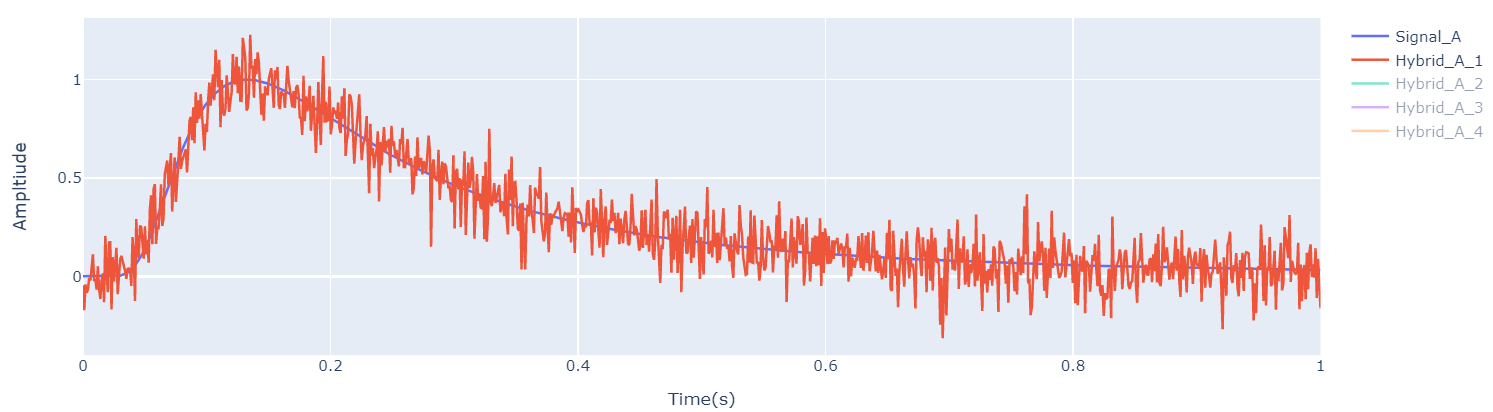 Signal_A
Hybrid_A_1
Hybrid_A_2
Hybrid_A_3
Hybrid_A_4
1
0.5
0
Ampltiude
0
0.2
0.4
0.6
0.8
1
Time(s)